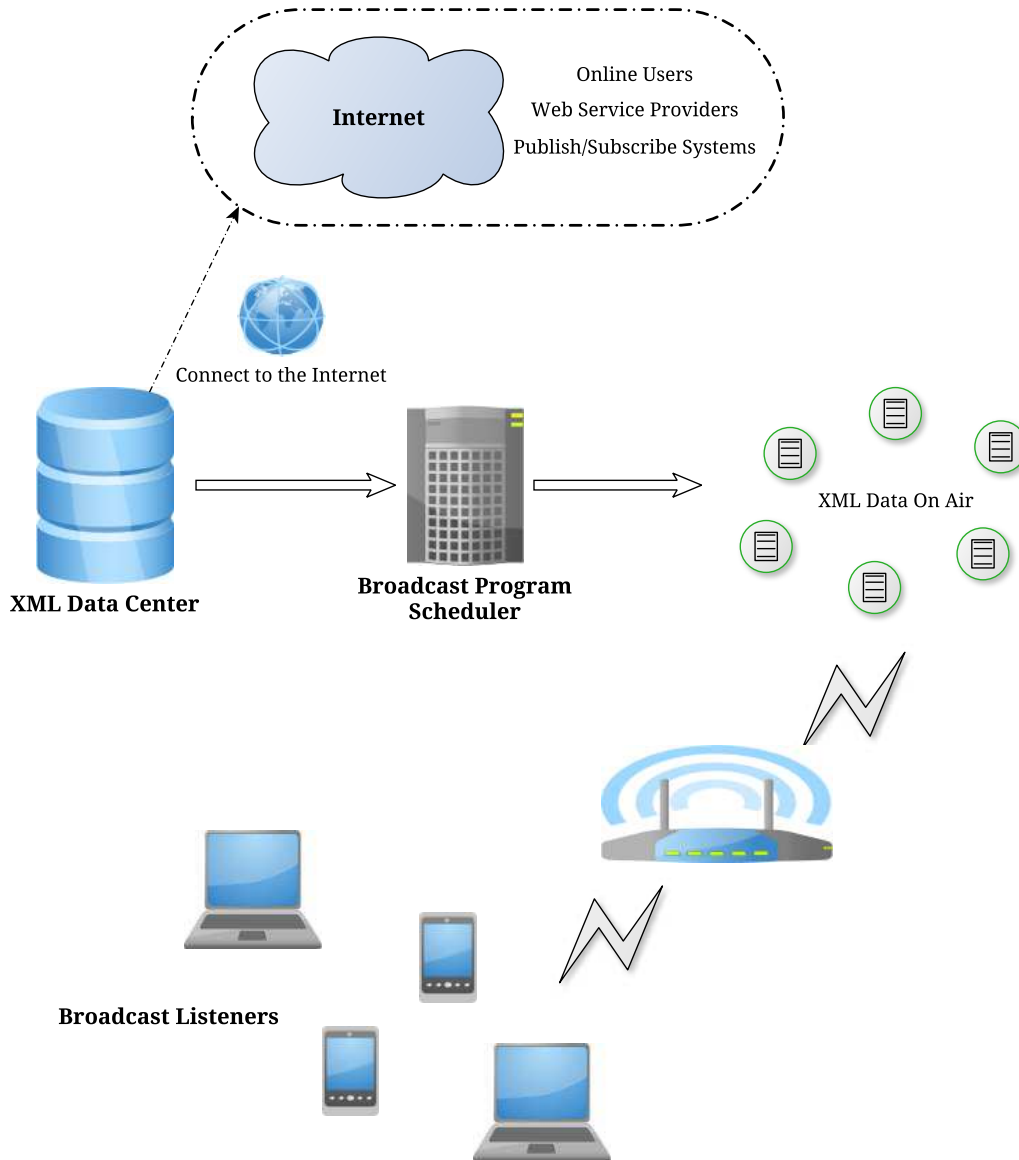 Internet
Online Users
Web Service Providers
Publish/Subscribe Systems
Connect to the Internet
XML Data Center
Broadcast Program
Scheduler
XML Data On Air
Broadcast Listeners